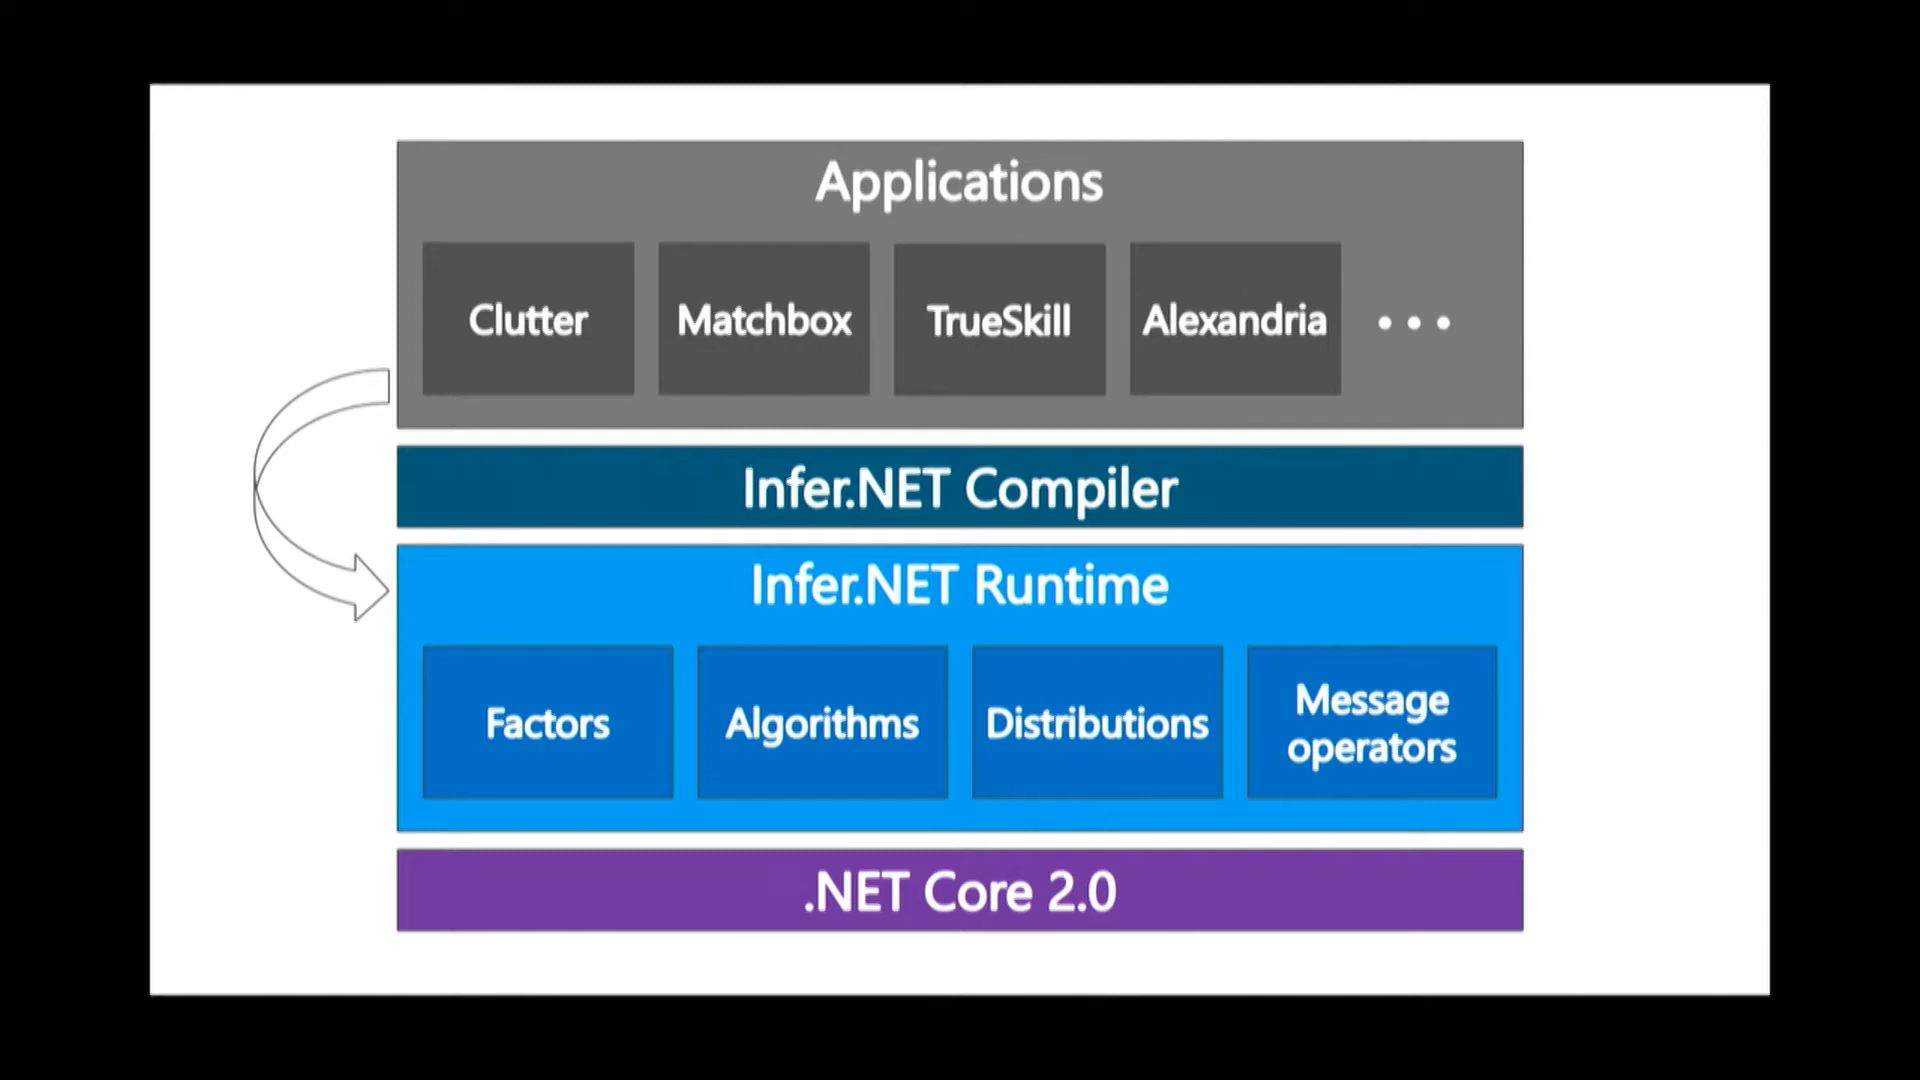 Applications
Clutter
Matchbox
TrueSkill
Alexandria
...
Infer.NET Compiler
Infer.NET Runtime
Factors
Algorithms
Distributions
Message
operators
.NET Core 2.0